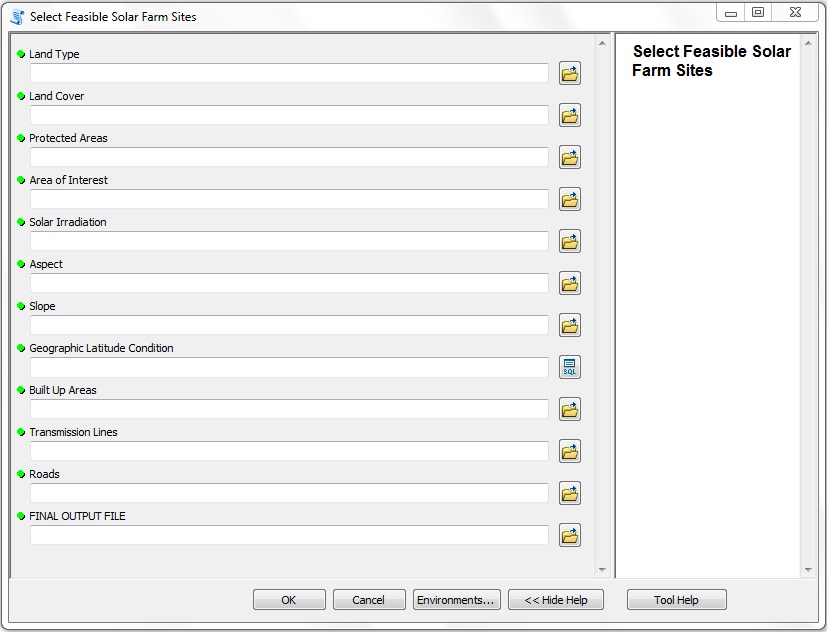 Select Feasible Solar Farm Sites
Land Type
Land Cover
Protected Areas
Area of Interest
Solar Irradiation
Aspect
Slope
Geographic Latitude Condition
SQL
Built Up Areas
Transmission Lines
Roads
FINAL OUTPUT FILE
Select Feasible Solar
Farm Sites
OK
Cancel
Environments...
<< Hide Help
Tool Help